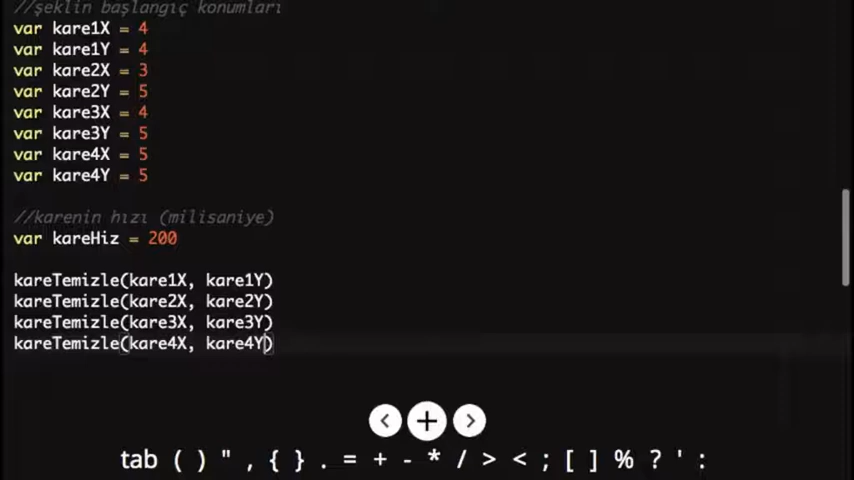 //şeklin başlangıç konumları
var kare1X = 4
var kare1Y = 4
var kare2X = 3
var kare2Y = 5
var kare3X = 4
var kare3Y = 5
var kare4X = 5
var kare4Y = 5
//karenin hızı (milisaniye)
var kareHiz = 200
kareTemizle(kare1X, kare1Y)
kareTemizle(kare2X, kare2Y)
kareTemizle(kare3X, kare3Y)
kareTemizle(kare4X, kare4Y)
tab ( ) " , { } . = + - * / > < ; [ ] % ? ' :